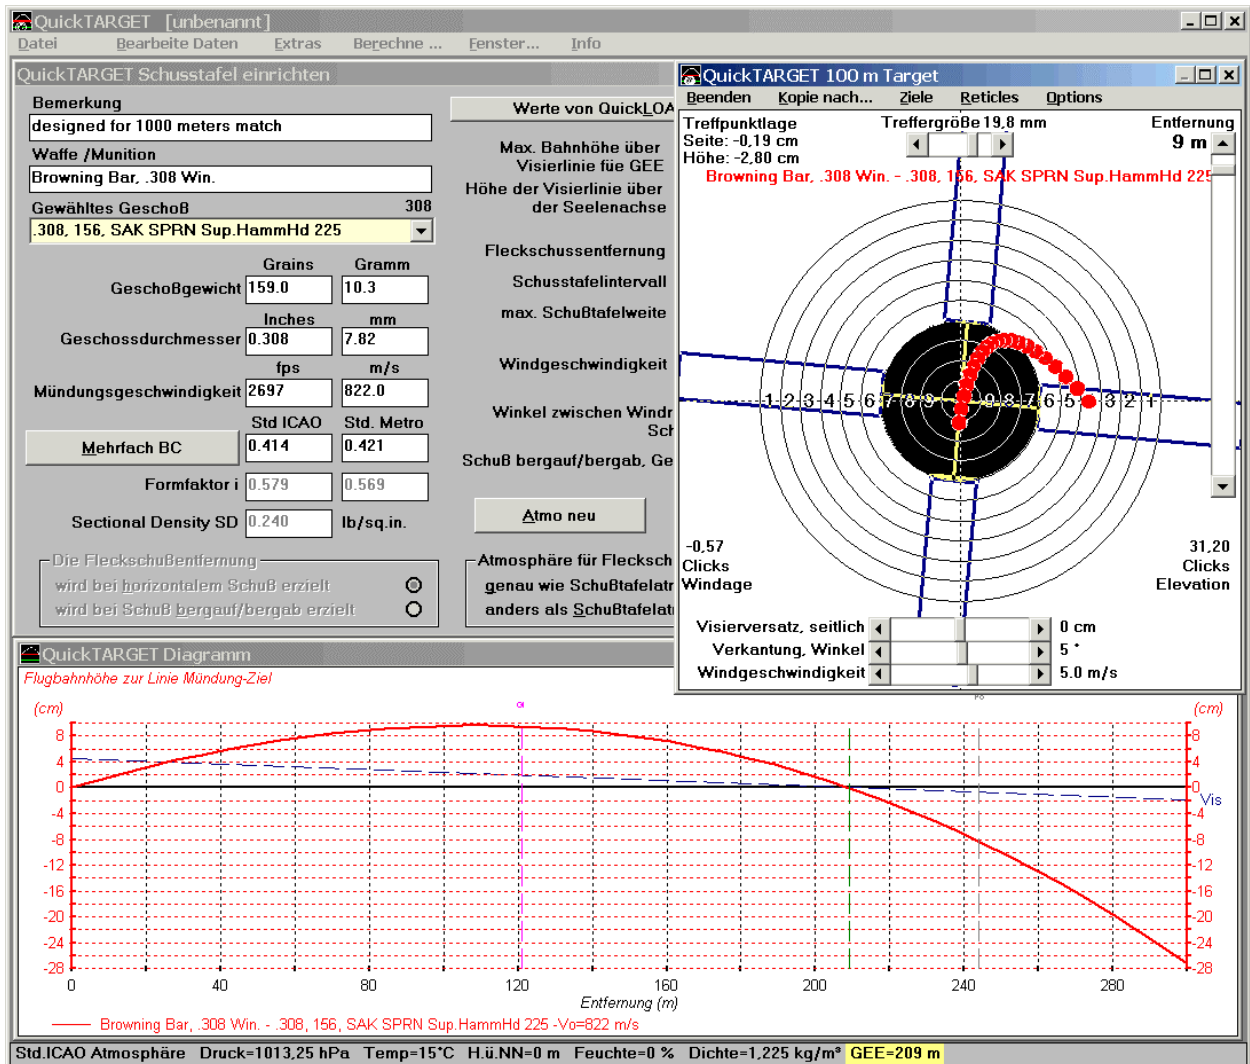 QuickTARGET [unbenannt]
Datei Bearbeite Daten Extras Berechne ... Fenster... Info
QuickTARGET Schusstafel einrichten
Bemerkung
designed for 1000 meters match
Waffe /Munition
Browning Bar, .308 Win.
Gewähltes Geschoß 308
.308, 156, SAK SPRN Sup.HammHd 225
Grains Gramm
Geschoßgewicht 159.0 10.3
Inches mm
Geschossdurchmesser 0.308 7.82
fps m/s
Mündungsgeschwindigkeit 2697 822.0
Std ICAO Std. Metro
Mehrfach BC 0.414 0.421
Formfaktor i 0.579 0.569
Sectional Density SD 0.240 lb/sq.in.
Die Fleckschußentfernung
wird bei horizontalem Schuß erzielt
wird bei Schuß bergauf/bergab erzielt
Werte von QuickLOA
Max. Bahnhöhe über
Visierlinie füe GEE
Höhe der Visierlinie über
der Seelenachse
Fleckschussentfernung
Schusstafelintervall
max. Schußtafelweite
Windgeschwindigkeit
Winkel zwischen Windr
Sch
Schuß bergauf/bergab, Ge
Atmo neu
Atmosphäre für Flecksch
genau wie Schußtafelatr
anders als Schußtafelatr
QuickTARGET 100 m Target
Beenden Kopie nach... Ziele Reticles Options
Treffpunktlage Treffergröße 19,8 mm Entfernung
Seite: -0,19 cm 9 m
Höhe: -2,80 cm
Browning Bar, .308 Win. - .308, 156, SAK SPRN Sup.HammHd 225
1 2 3 4 5 6 7 8 9 9 8 7 6 5 3 2 1
-0,57 31,20
Clicks Clicks
Windage Elevation
Visierversatz, seitlich 0 cm
Verkantung, Winkel 5 °
Windgeschwindigkeit 5.0 m/s
QuickTARGET Diagramm
Flugbahnhöhe zur Linie Mündung-Ziel
(cm) (cm)
8 8
4 4
0 0
Vis
-4 -4
-8 -8
-12 -12
-16 -16
-20 -20
-24 -24
-28 -28
0 40 80 120 160 200 240 280
Entfernung (m)
Browning Bar, .308 Win. - .308, 156, SAK SPRN Sup.HammHd 225 -Vo=822 m/s
Std.ICAO Atmosphäre Druck=1013,25 hPa Temp=15°C H.ü.NN=0 m Feuchte=0 % Dichte=1,225 kg/m³ GEE=209 m